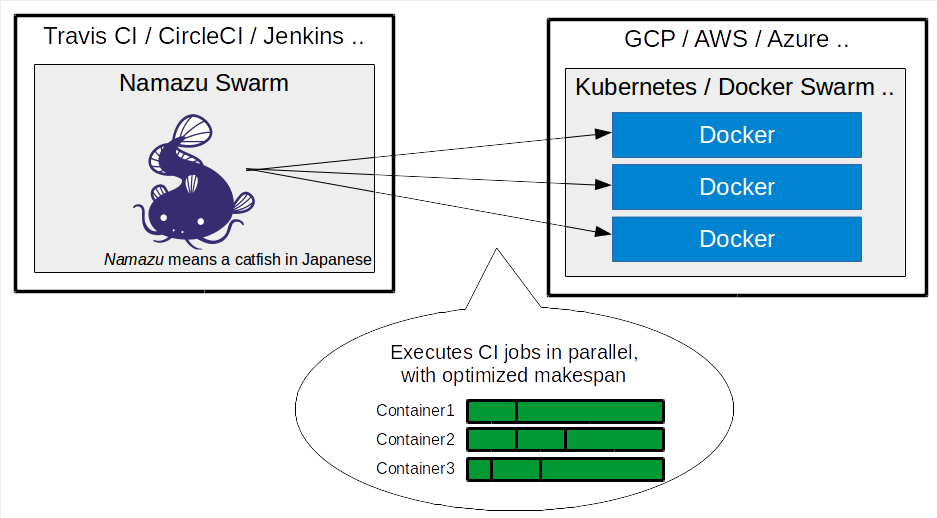 Travis CI / CircleCI / Jenkins ..
Namazu Swarm
Namazu means a catfish in Japanese
GCP / AWS / Azure ..
Kubernetes / Docker Swarm ..
Docker
Docker
Docker
Executes CI jobs in parallel,
with optimized makespan
Container1
Container2
Container3